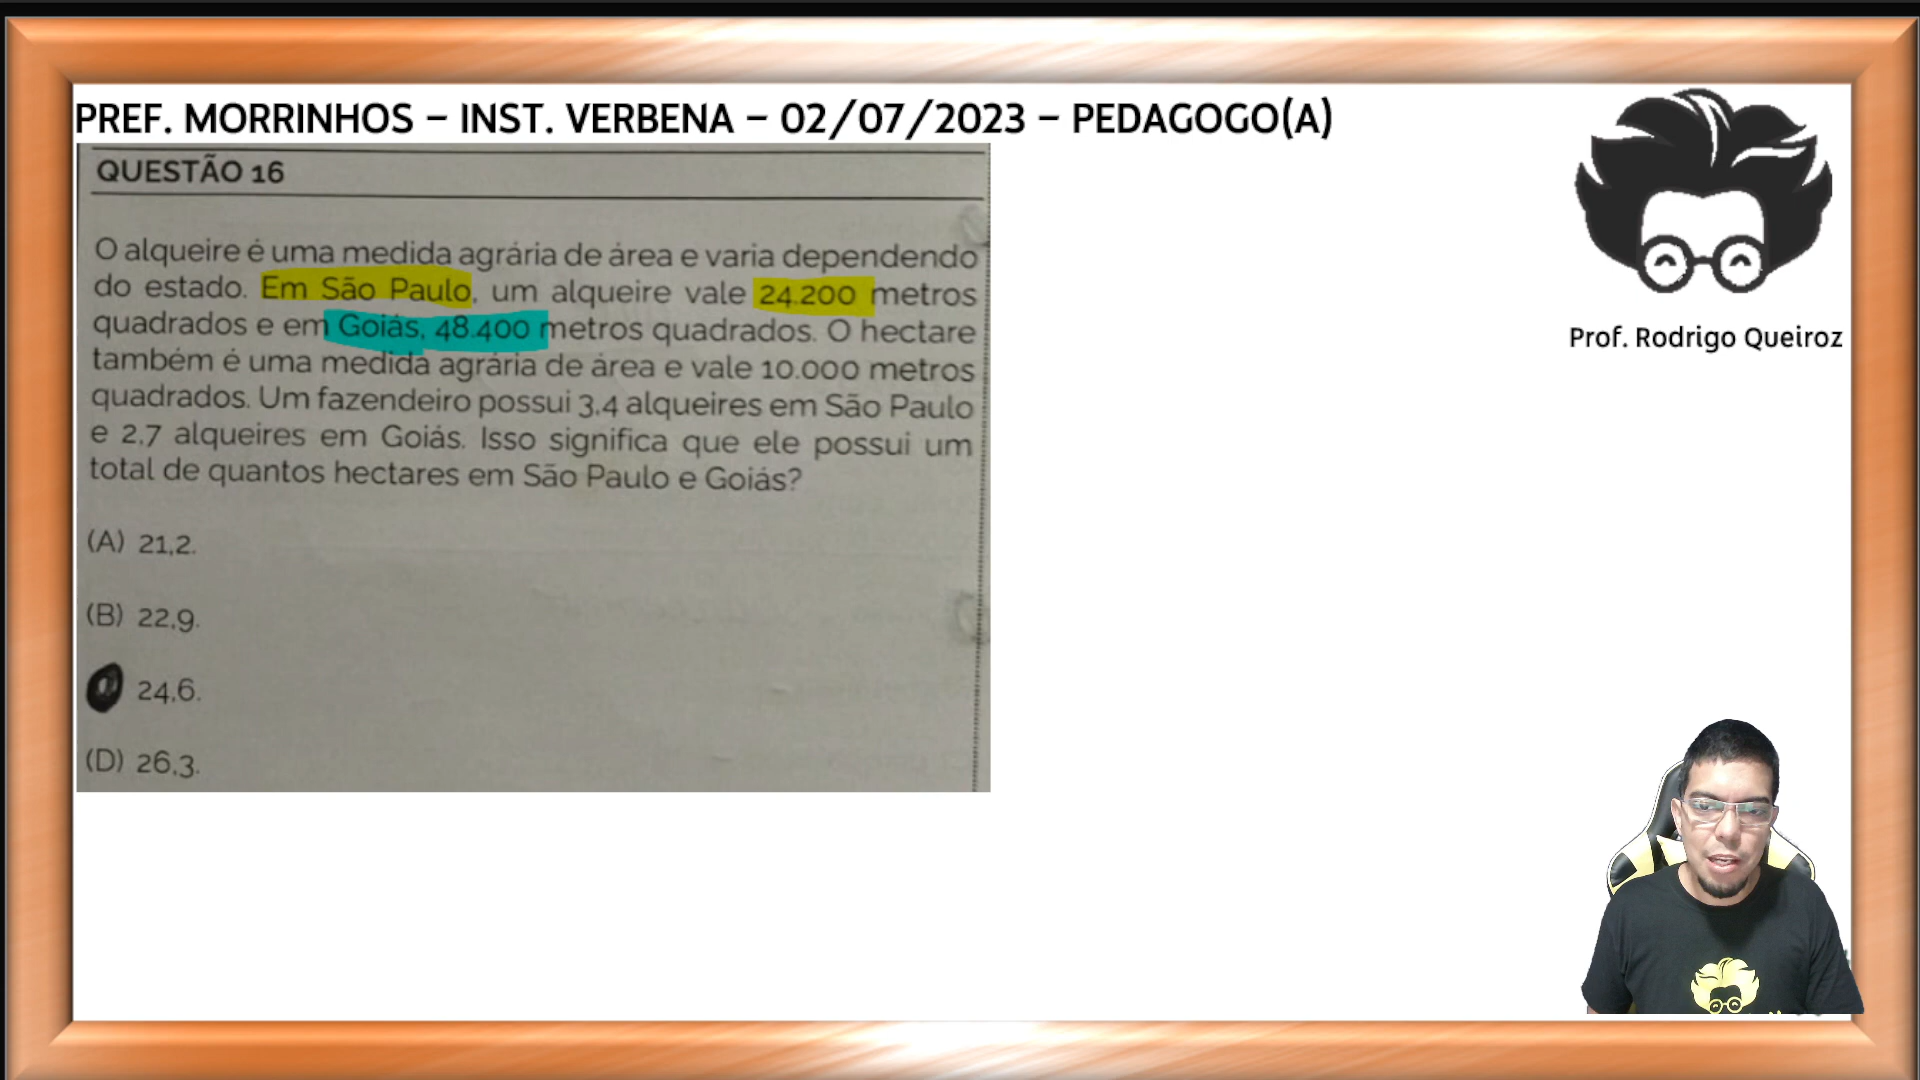 PREF. MORRINHOS – INST. VERBENA – 02/07/2023 – PEDAGOGO(A)
QUESTÃO 16
O alqueire é uma medida agrária de área e varia dependendo
do estado. Em São Paulo, um alqueire vale 24.200 metros
quadrados e em Goiás, 48.400 metros quadrados. O hectare
também é uma medida agrária de área e vale 10.000 metros
quadrados. Um fazendeiro possui 3,4 alqueires em São Paulo
e 2,7 alqueires em Goiás. Isso significa que ele possui um
total de quantos hectares em São Paulo e Goiás?
(A) 21,2.
(B) 22,9.
24,6.
(D) 26,3.
Prof. Rodrigo Queiroz